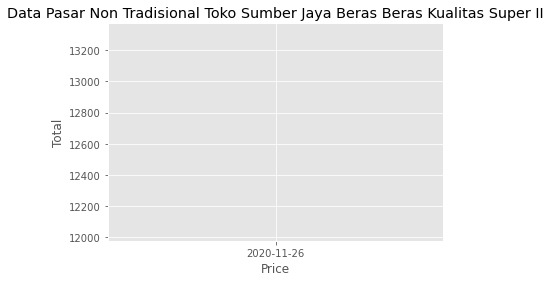 Data Pasar Non Tradisional Toko Sumber Jaya Beras Beras Kualitas Super II
13200
13000
12800
12600
12400
12200
12000
Total
2020-11-26
Price